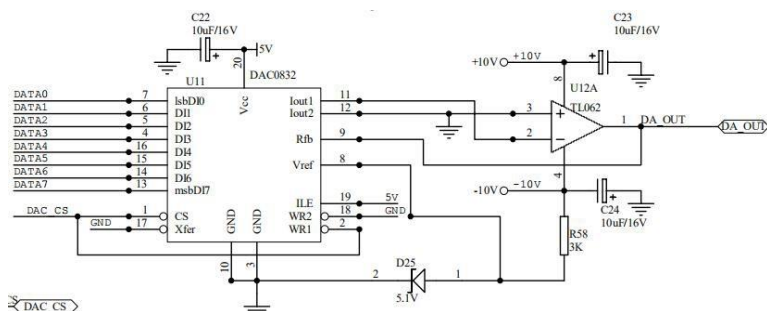 C22
10uF/16V
5V
20
U11
DAC0832
Vcc
DATA0 7 lsbDI0
DATA1 6 DI1
DATA2 5 DI2
DATA3 4 DI3
DATA4 16 DI4
DATA5 15 DI5
DATA6 14 DI6
DATA7 13 msbDI7
DAC_CS 1 CS
GND 17 Xfer
GND
GND
10
3
Iout1 11
Iout2 12
Rfb 9
Vref 8
ILE 19 5V
WR2 18 GND
WR1 2
C23
10uF/16V
+10V +10V
8
U12A
TL062
3 +
2 −
1 DA_OUT
DA_OUT
4
-10V -10V
C24
10uF/16V
R58
3K
D25
2 1
5.1V
DAC_CS